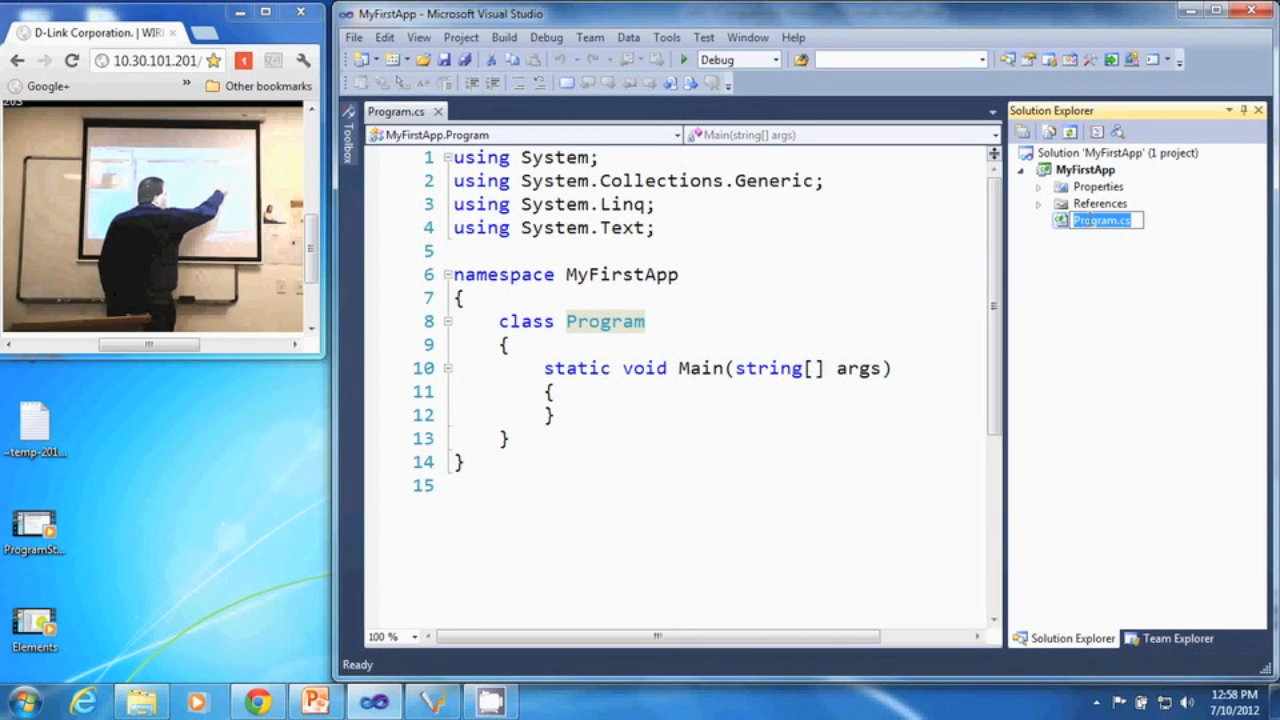 D-Link Corporation. | WIRI
10.30.101.201/
1
Google+
»
Other bookmarks
203
~temp-201...
ProgramSt...
Elements
MyFirstApp - Microsoft Visual Studio
File Edit View Project Build Debug Team Data Tools Test Window Help
Debug
Toolbox
Program.cs
MyFirstApp.Program
Main(string[] args)
1 using System;
2 using System.Collections.Generic;
3 using System.Linq;
4 using System.Text;
5
6 namespace MyFirstApp
7 {
8 class Program
9 {
10 static void Main(string[] args)
11 {
12 }
13 }
14 }
15
100 %
Ready
Solution Explorer
Solution 'MyFirstApp' (1 project)
MyFirstApp
Properties
References
Program.cs
Solution Explorer
Team Explorer
12:58 PM
7/10/2012